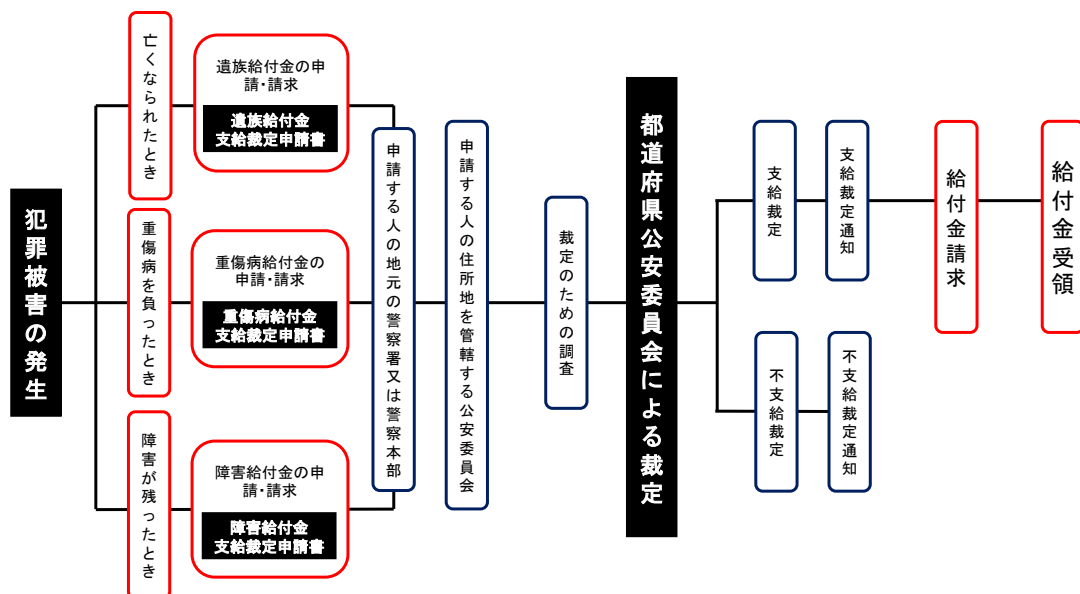 犯罪被害の発生
亡くなられたとき
遺族給付金の申
請・請求
遺族給付金
支給裁定申請書
重傷病を負ったとき
重傷病給付金の
申請・請求
重傷病給付金
支給裁定申請書
障害が残ったとき
障害給付金の申
請・請求
障害給付金
支給裁定申請書
申請する人の地元の警察署又は警察本部
申請する人の住所地を管轄する公安委員会
裁定のための調査
都道府県公安委員会による裁定
支給裁定
支給裁定通知
給付金請求
給付金受領
不支給裁定
不支給裁定通知